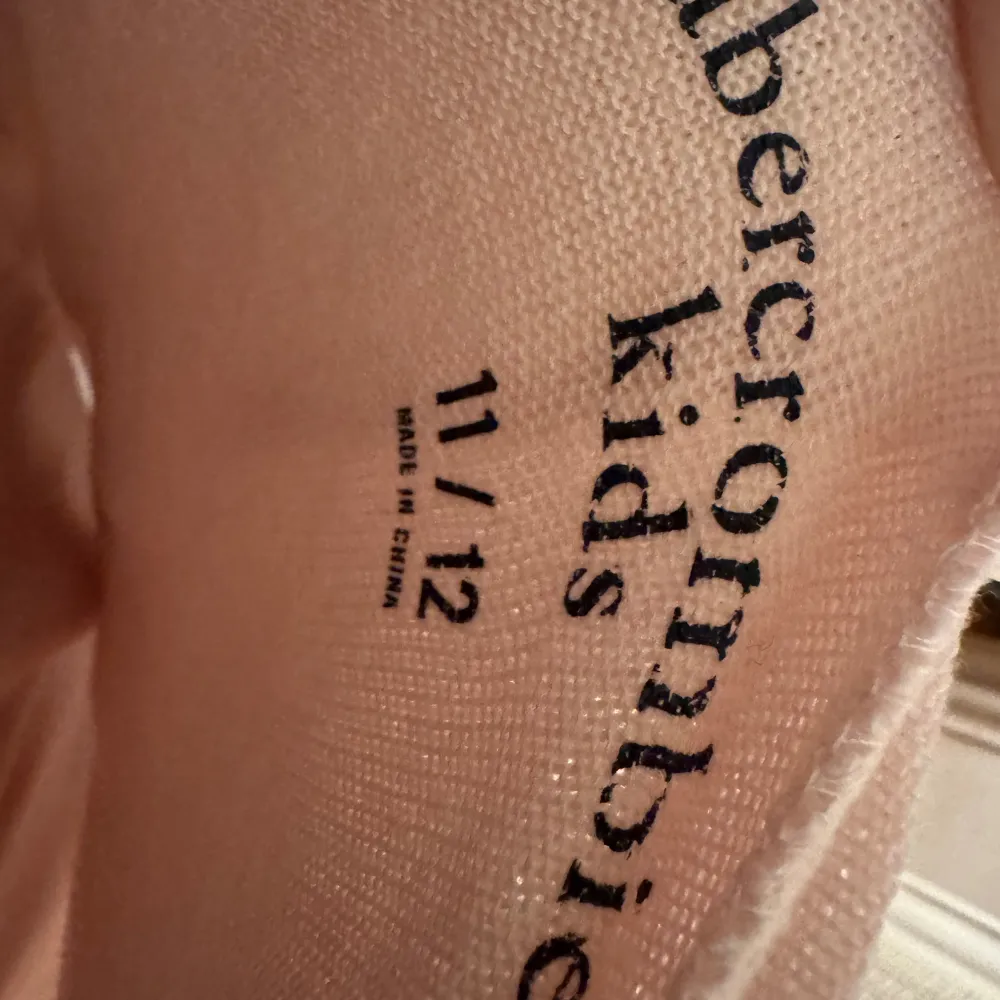 abercrombie
kids
11/12
MADE IN CHINA